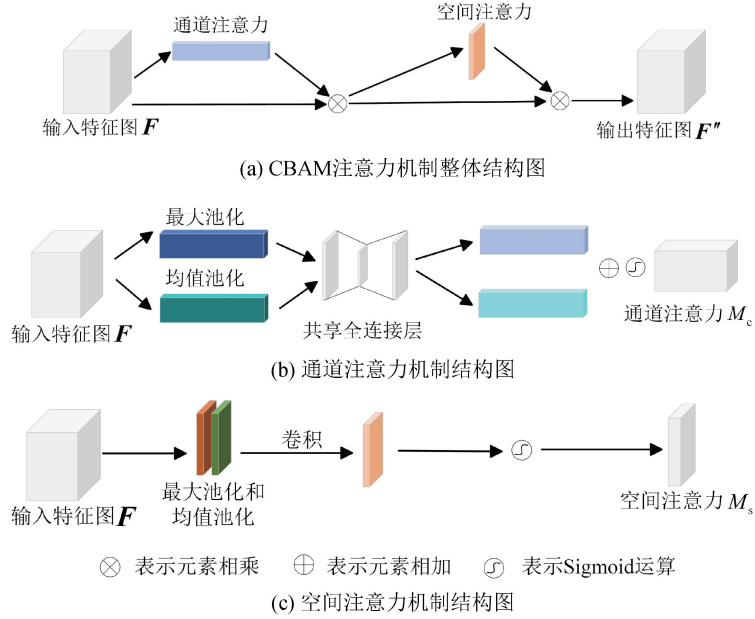 通道注意力
空间注意力
输入特征图 F
输出特征图 F″
(a) CBAM注意力机制整体结构图
最大池化
均值池化
输入特征图 F
共享全连接层
通道注意力 Mc
(b) 通道注意力机制结构图
卷积
输入特征图 F
最大池化和
均值池化
空间注意力 Ms
表示元素相乘
表示元素相加
表示Sigmoid运算
(c) 空间注意力机制结构图